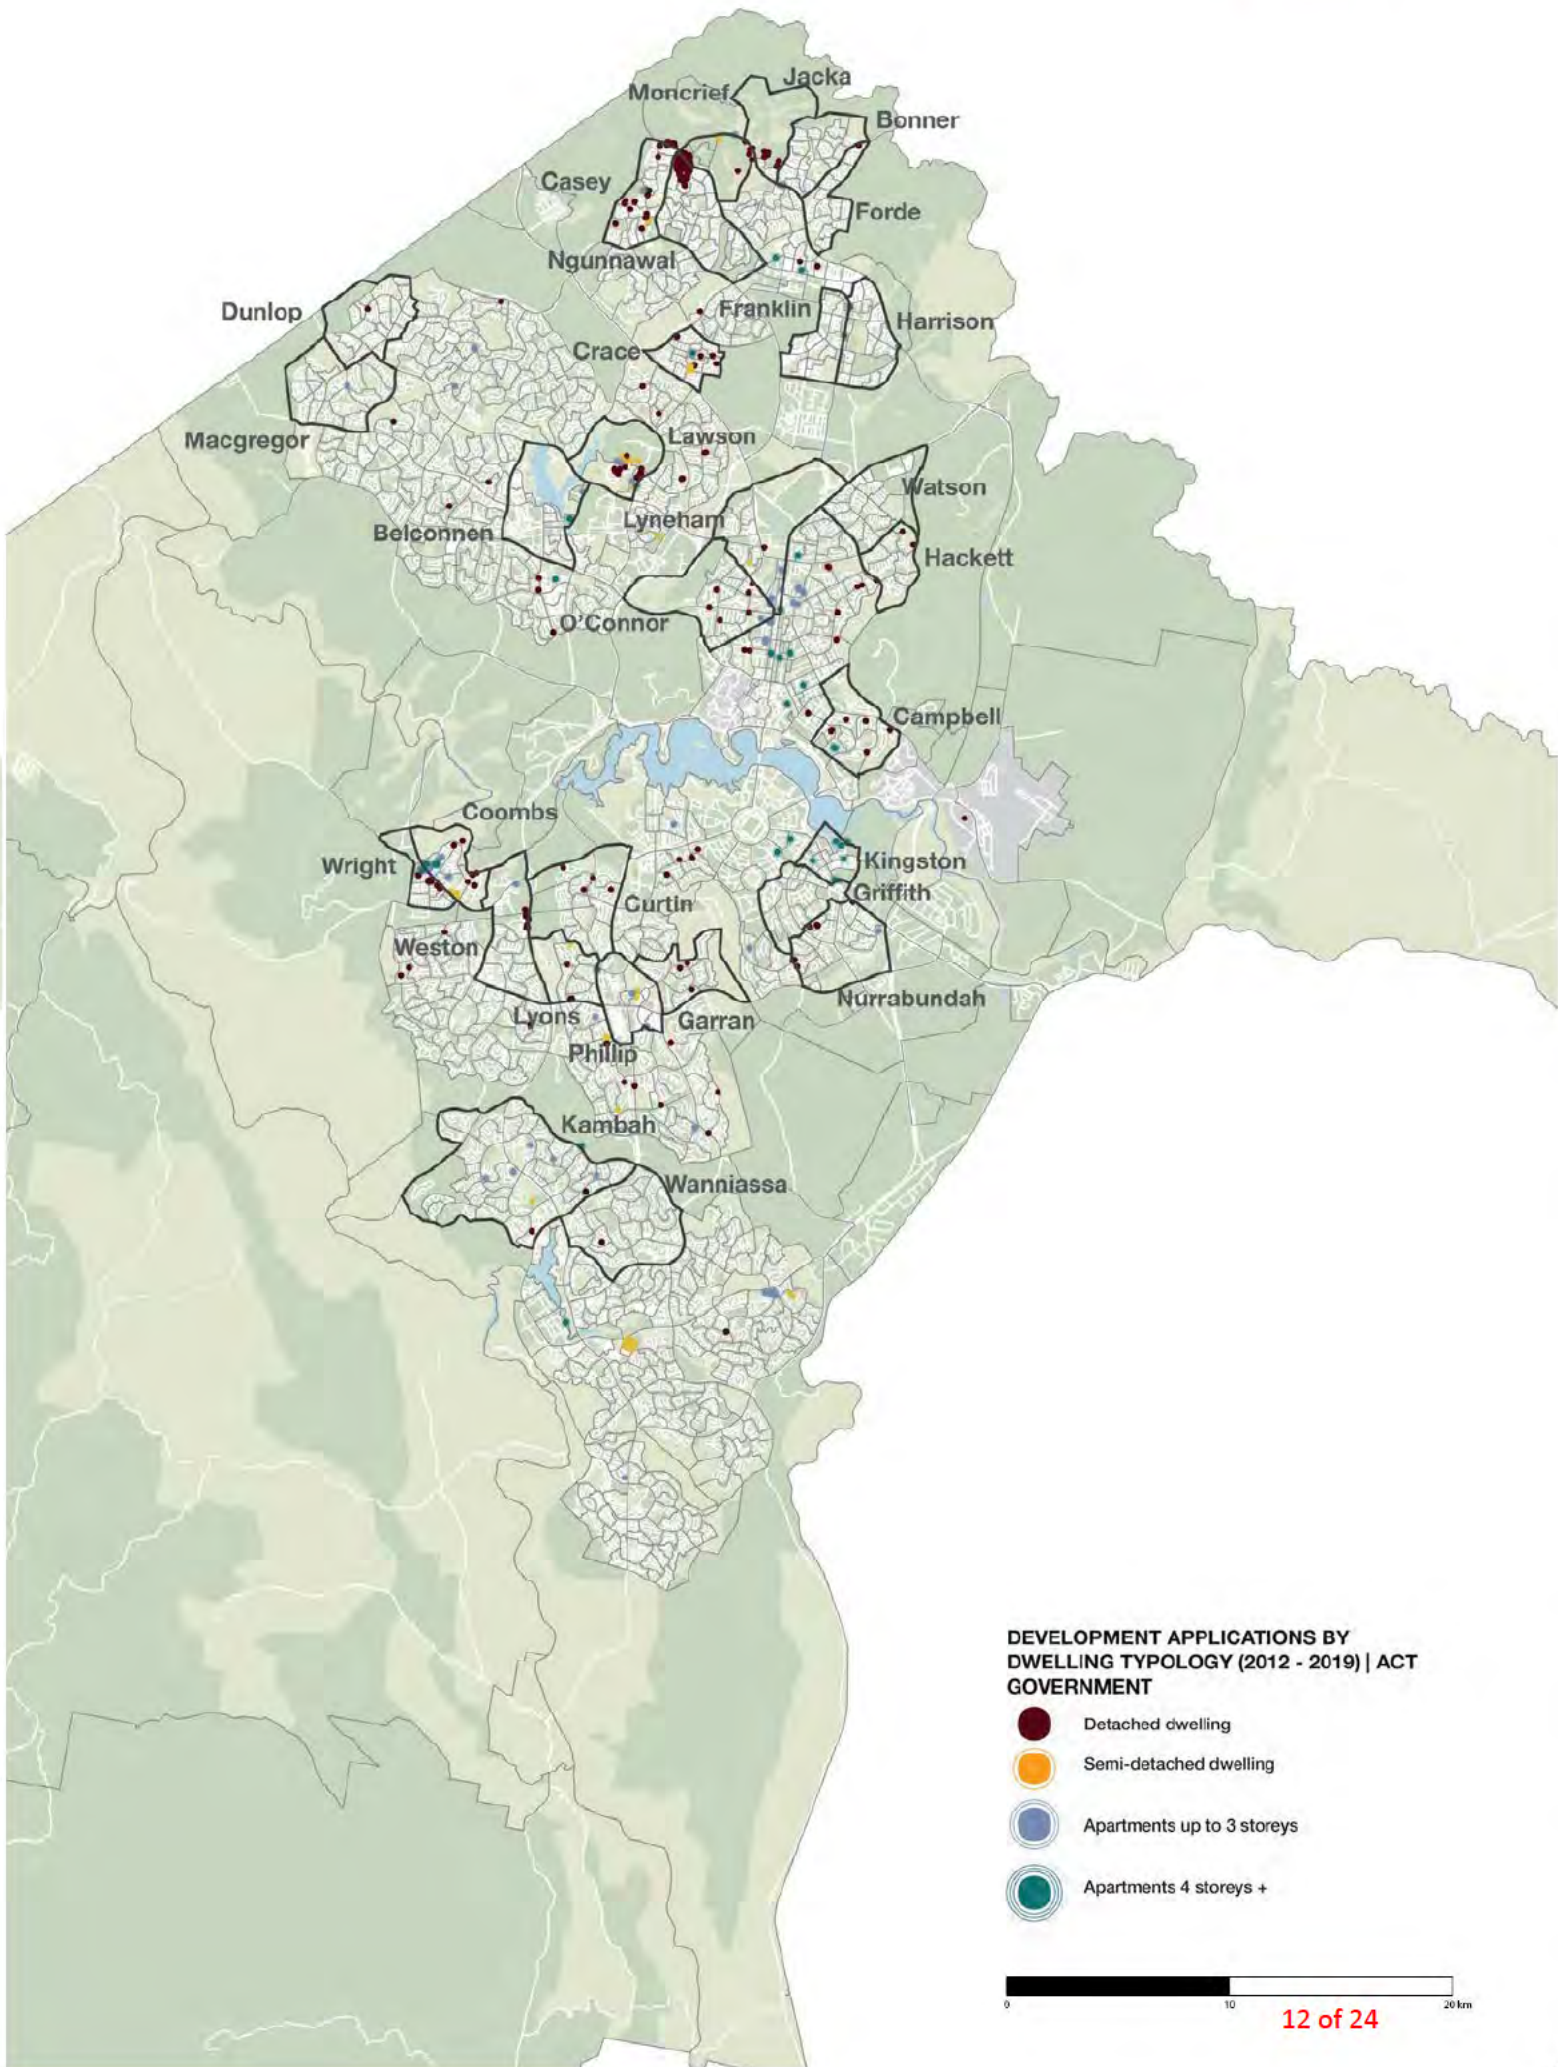 Jacka
Moncrief
Bonner
Casey
Forde
Ngunnawal
Dunlop
Franklin
Harrison
Crace
Macgregor
Lawson
Watson
Lyneham
Belconnen
Hackett
O'Connor
Campbell
Coombs
Wright
Kingston
Griffith
Curtin
Weston
Nurrabundah
Lyons
Garran
Phillip
Kambah
Wanniassa
DEVELOPMENT APPLICATIONS BY
DWELLING TYPOLOGY (2012 - 2019) | ACT
GOVERNMENT
Detached dwelling
Semi-detached dwelling
Apartments up to 3 storeys
Apartments 4 storeys +
0 10 20 km
12 of 24